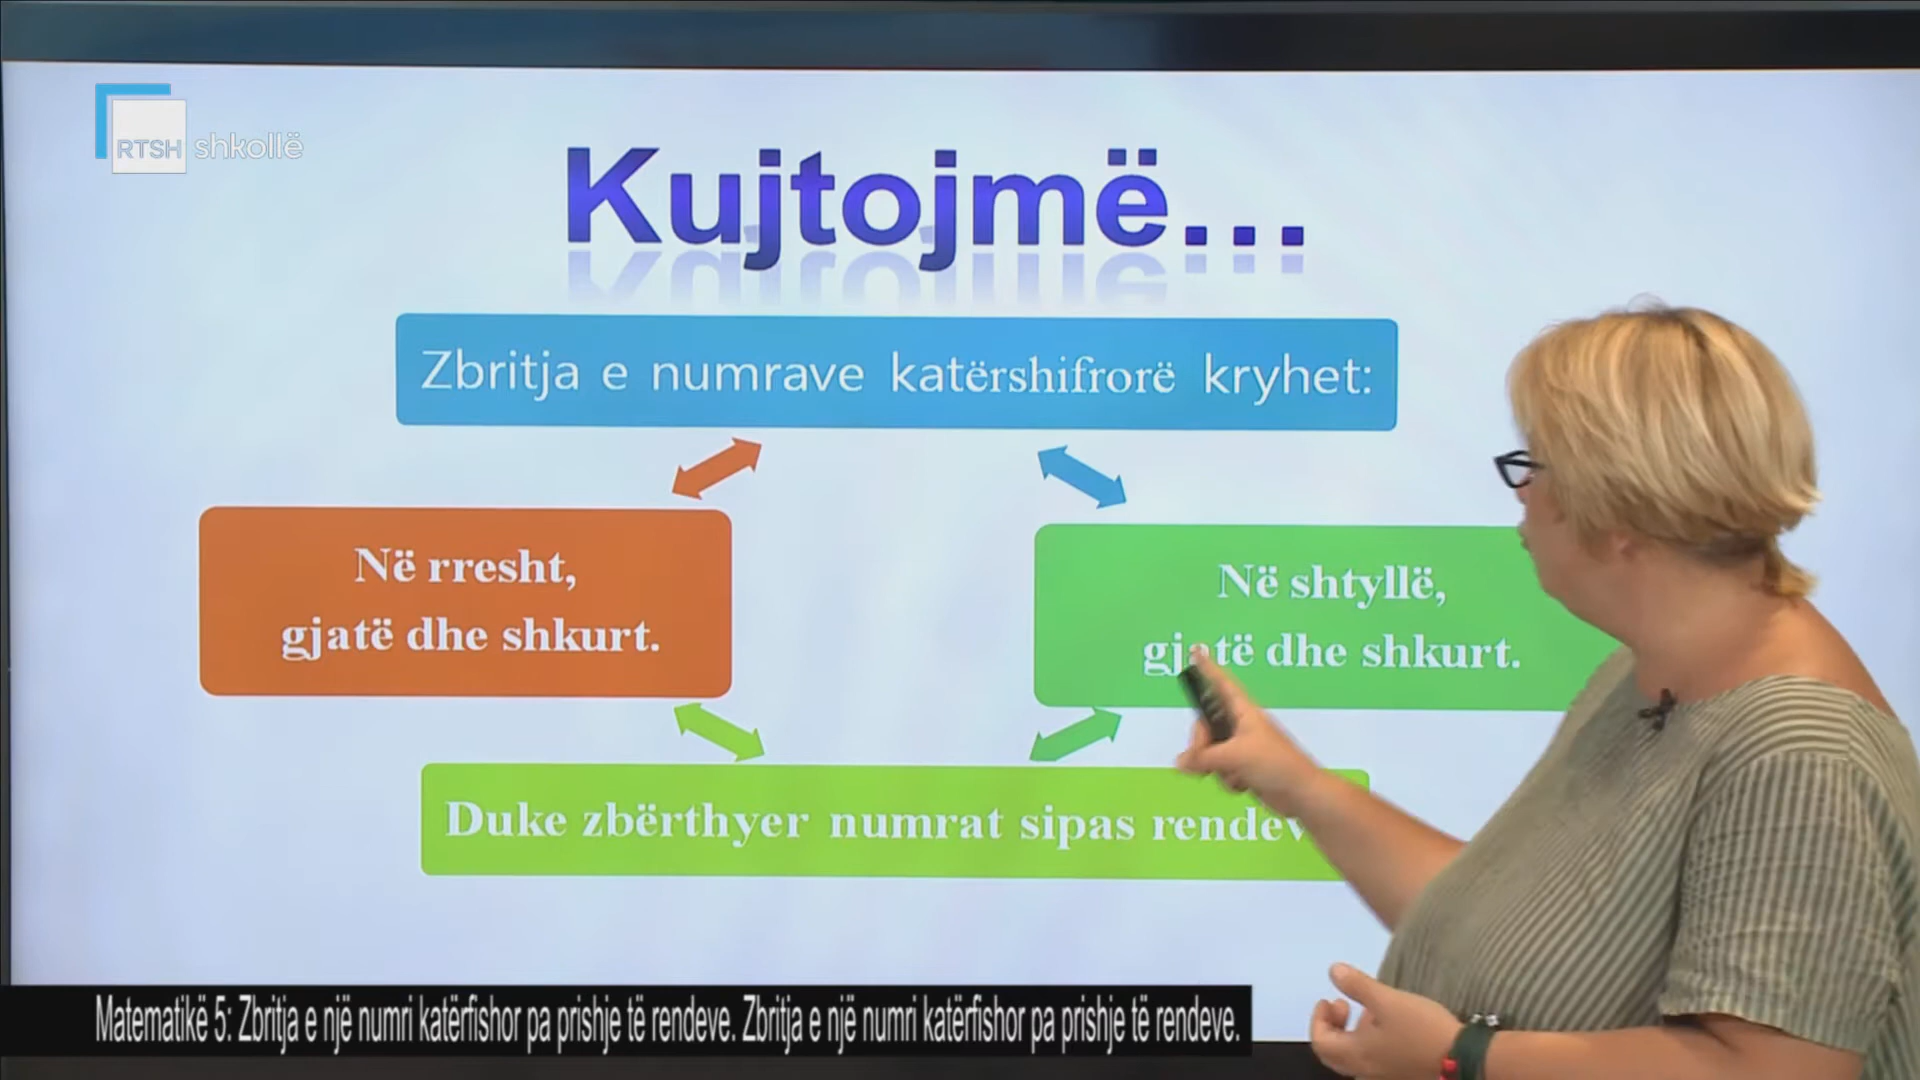 RTSH shkollë
Kujtojmë...
Zbritja e numrave katërshifrorë kryhet:
Në rresht,
gjatë dhe shkurt.
Në shtyllë,
gjatë dhe shkurt.
Duke zbërthyer numrat sipas
Matematikë 5: Zbritja e një numri katërfishor pa prishje të rendeve. Zbritja e një numri katërfishor pa prishje të rendeve.